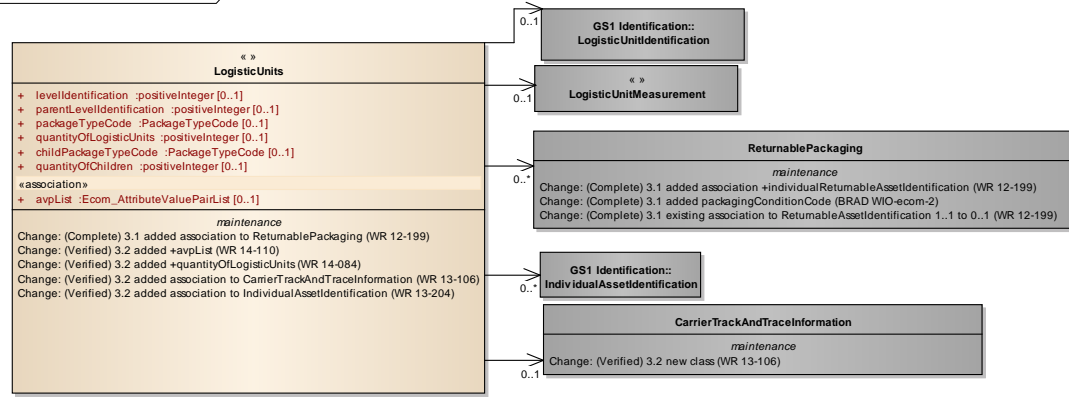 « »
LogisticUnits
+ levelIdentification :positiveInteger [0..1]
+ parentLevelIdentification :positiveInteger [0..1]
+ packageTypeCode :PackageTypeCode [0..1]
+ quantityOfLogisticUnits :positiveInteger [0..1]
+ childPackageTypeCode :PackageTypeCode [0..1]
+ quantityOfChildren :positiveInteger [0..1]
«association»
+ avpList :Ecom_AttributeValuePairList [0..1]
maintenance
Change: (Complete) 3.1 added association to ReturnablePackaging (WR 12-199)
Change: (Verified) 3.2 added +avpList (WR 14-110)
Change: (Verified) 3.2 added +quantityOfLogisticUnits (WR 14-084)
Change: (Verified) 3.2 added association to CarrierTrackAndTraceInformation (WR 13-106)
Change: (Verified) 3.2 added association to IndividualAssetIdentification (WR 13-204)
0..1
GS1 Identification::
LogisticUnitIdentification
0..1
« »
LogisticUnitMeasurement
0..*
ReturnablePackaging
maintenance
Change: (Complete) 3.1 added association +individualReturnableAssetIdentification (WR 12-199)
Change: (Complete) 3.1 added packagingConditionCode (BRAD WIO-ecom-2)
Change: (Complete) 3.1 existing association to ReturnableAssetIdentification 1..1 to 0..1 (WR 12-199)
0..*
GS1 Identification::
IndividualAssetIdentification
0..1
CarrierTrackAndTraceInformation
maintenance
Change: (Verified) 3.2 new class (WR 13-106)